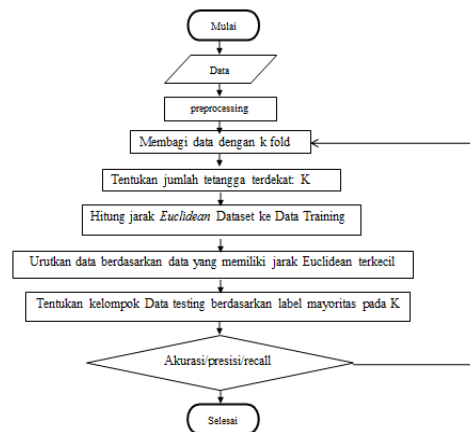 Mulai
Data
preprocessing
Membagi data dengan k fold
Tentukan jumlah tetangga terdekat: K
Hitung jarak Euclidean Dataset ke Data Training
Urutkan data berdasarkan data yang memiliki jarak Euclidean terkecil
Tentukan kelompok Data testing berdasarkan label mayoritas pada K
Akurasi/presisi/recall
Selesai